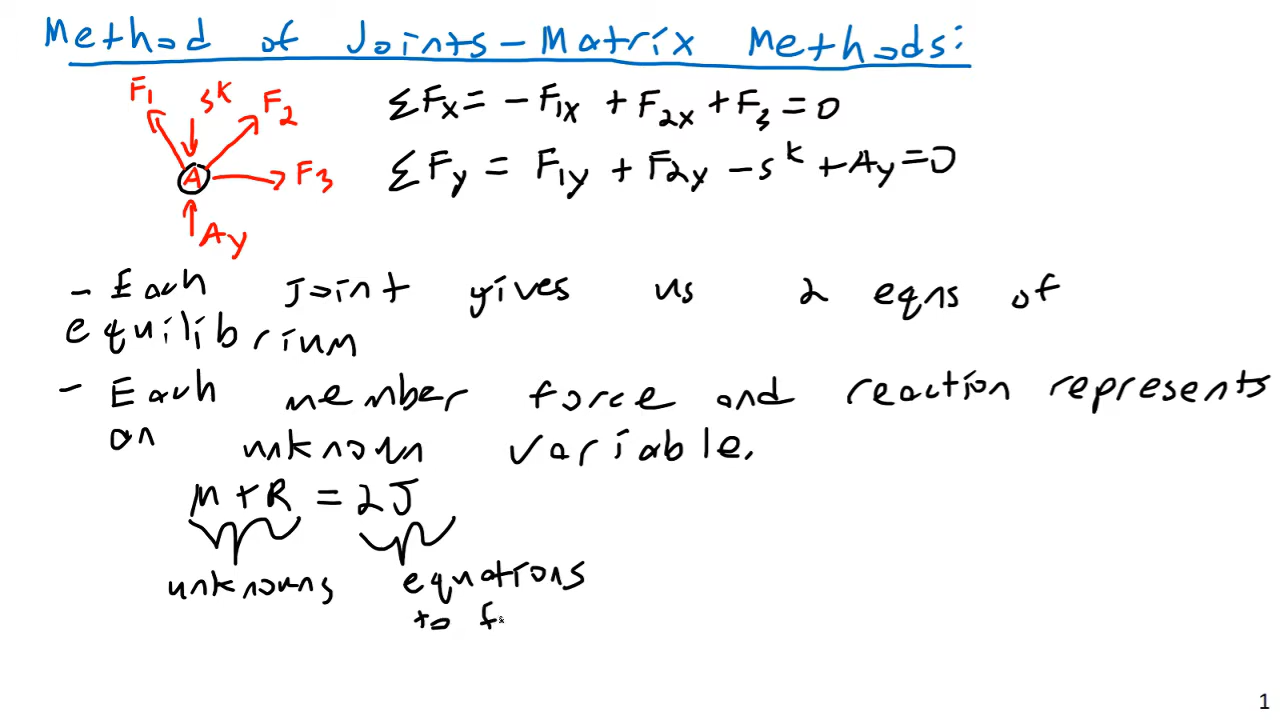 Method of Joints - Matrix Methods:
F1 5k F2
A F3
Ay
ΣFx = - F1x + F2x + F3 = 0
ΣFy = F1y + F2y - 5k + Ay = 0
- Each Joint gives us 2 eqns of
equilibrium
- Each member force and reaction represents
an unknown variable.
M + R = 2J
unknowns equations
to f
1